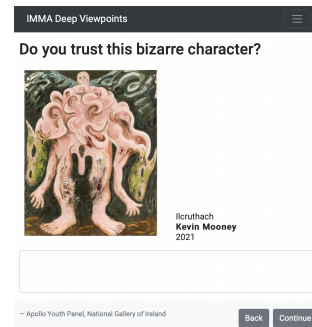 IMMA Deep Viewpoints
Do you trust this bizarre character?
Ilcruthach
Kevin Mooney
2021
— Apollo Youth Panel, National Gallery of Ireland
Back
Continue